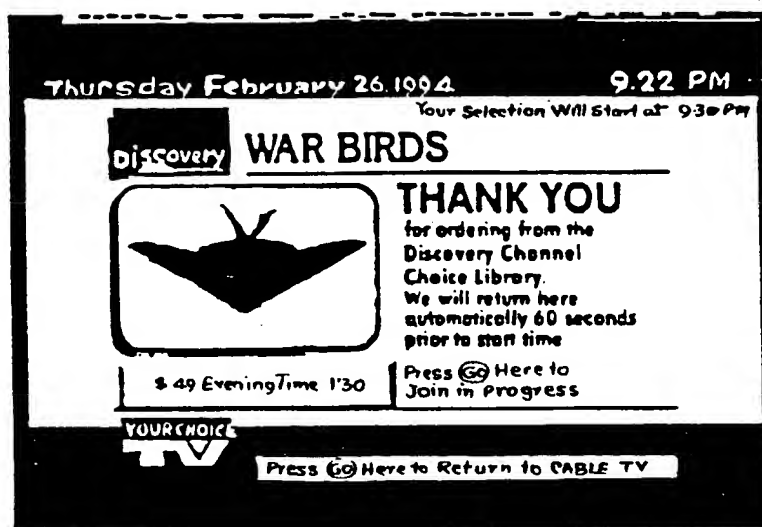 Thursday February 26.1994 9.22 PM
Your Selection Will Start at 9:30 PM
Discovery WAR BIRDS
THANK YOU
for ordering from the
Discovery Channel
Choice Library.
We will return here
automatically 60 seconds
prior to start time
$ 49 Evening Time 1'30
Press GO Here to
Join in Progress
YOUR CHOICE
TV
Press GO Here to Return to CABLE TV